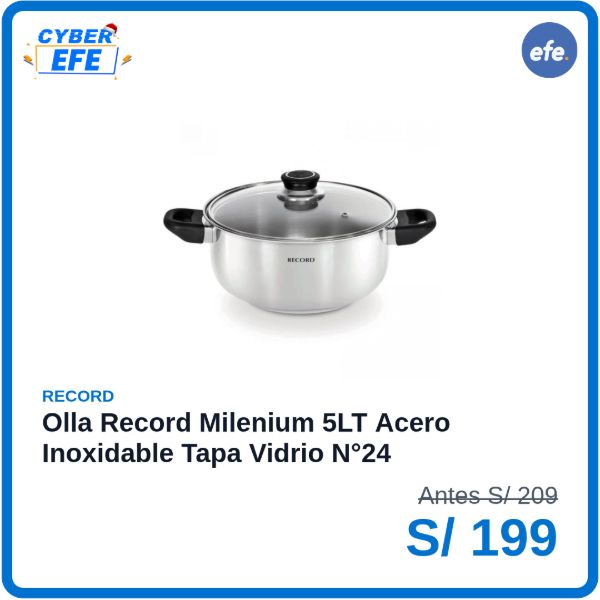 CYBER
EFE
efe.
RECORD
RECORD
Olla Record Milenium 5LT Acero
Inoxidable Tapa Vidrio N°24
Antes S/ 209
S/ 199